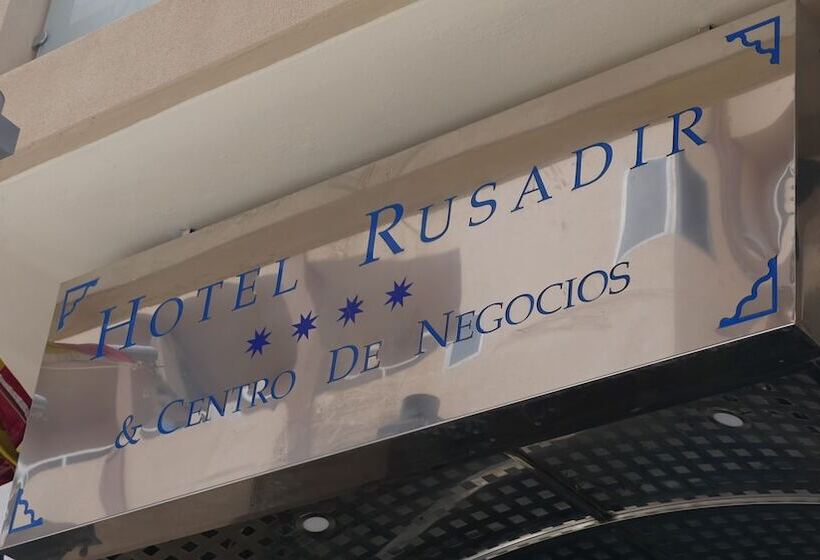 HOTEL RUSADIR
& CENTRO DE NEGOCIOS